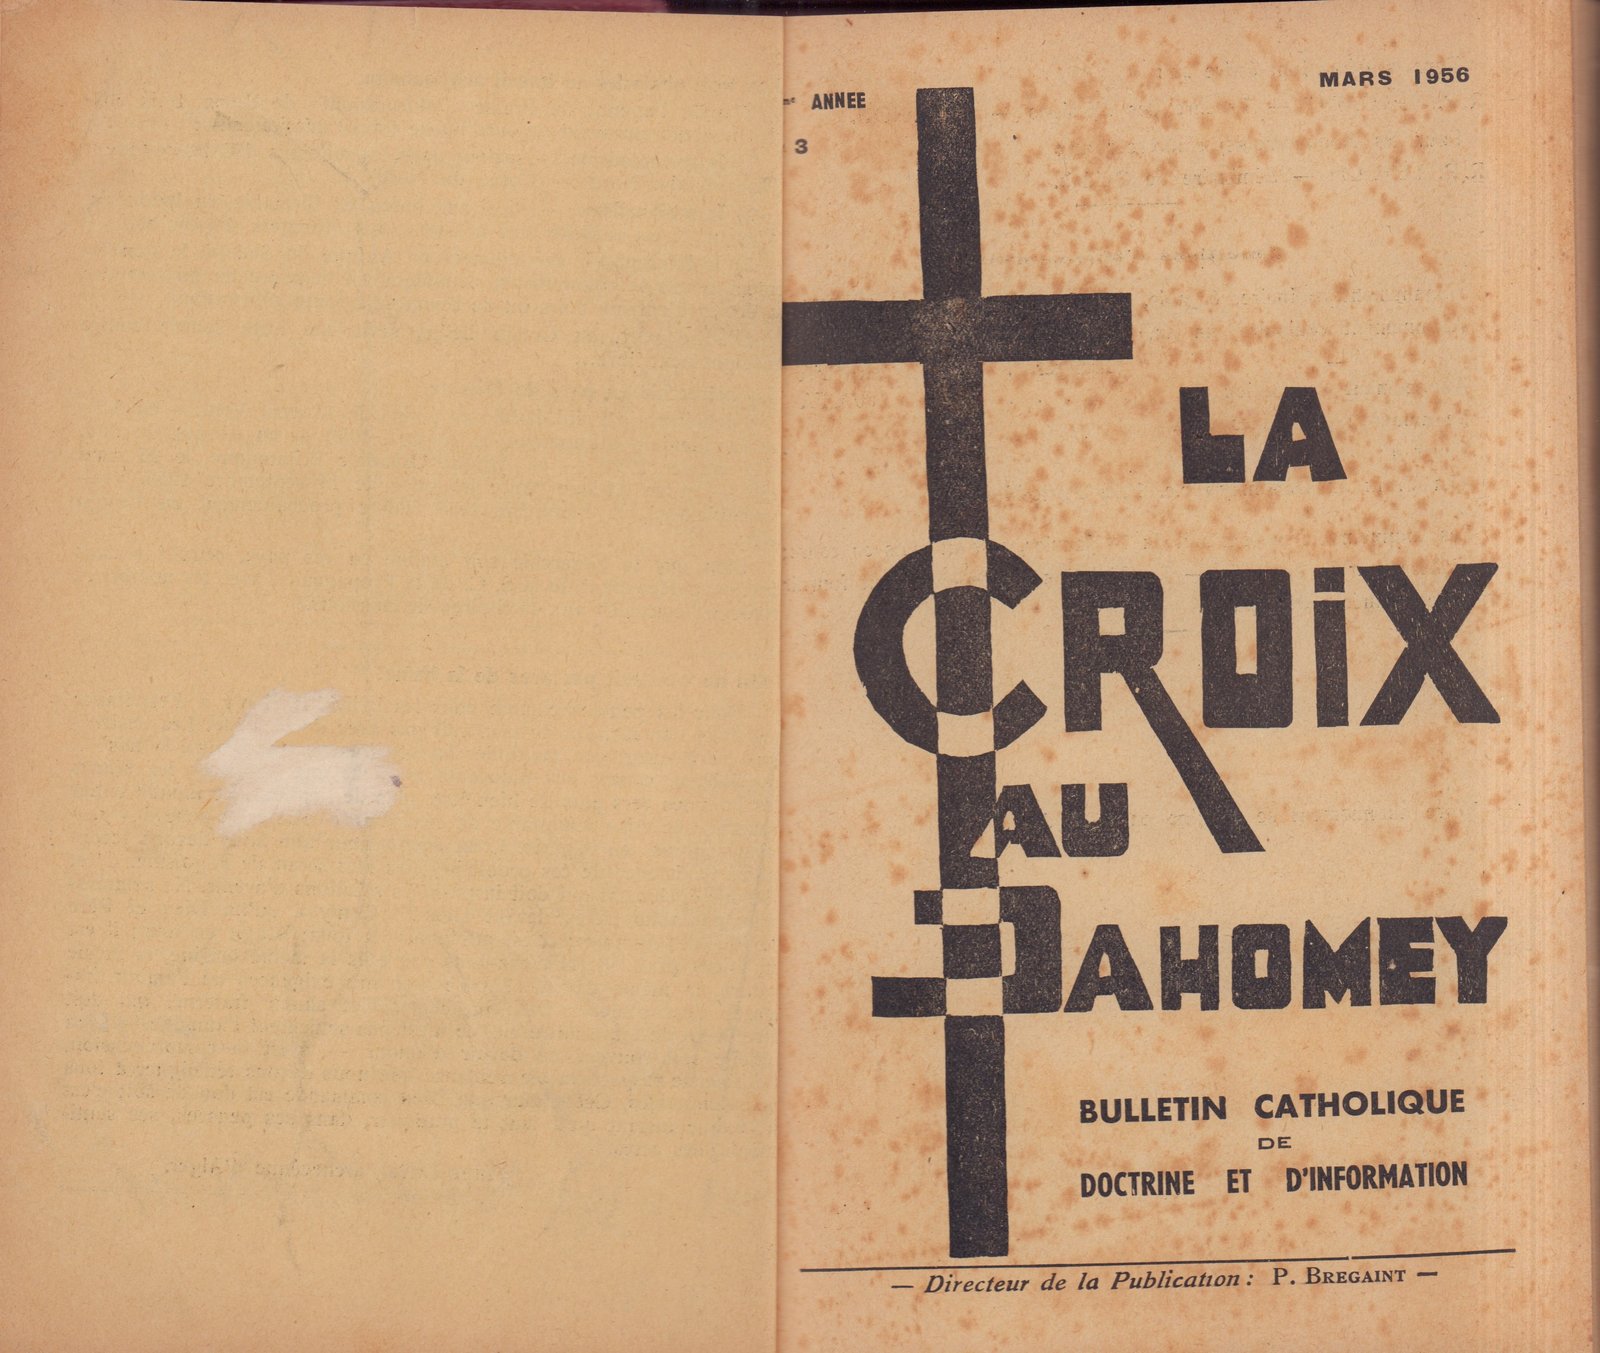 ANNEE
MARS 1956
3
LA
CROiX
AU
DAHOMEY
BULLETIN CATHOLIQUE
DE
DOCTRINE ET D'INFORMATION
— Directeur de la Publication : P. BREGAINT —